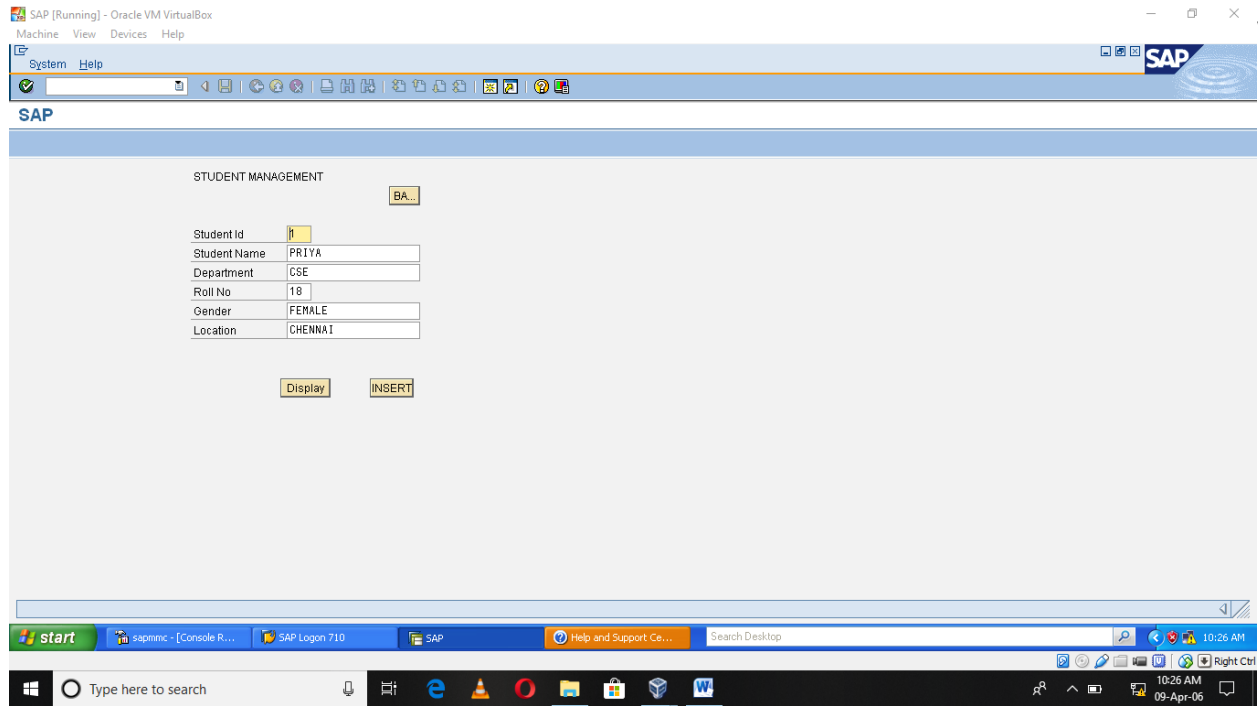 SAP [Running] - Oracle VM VirtualBox
Machine View Devices Help
System Help
SAP
SAP
STUDENT MANAGEMENT
BA...
Student Id 1
Student Name PRIYA
Department CSE
Roll No 18
Gender FEMALE
Location CHENNAI
Display INSERT
start sapmmc - [Console R... SAP Logon 710 SAP Help and Support Ce... Search Desktop 10:26 AM
Right Ctrl
Type here to search 10:26 AM
09-Apr-06